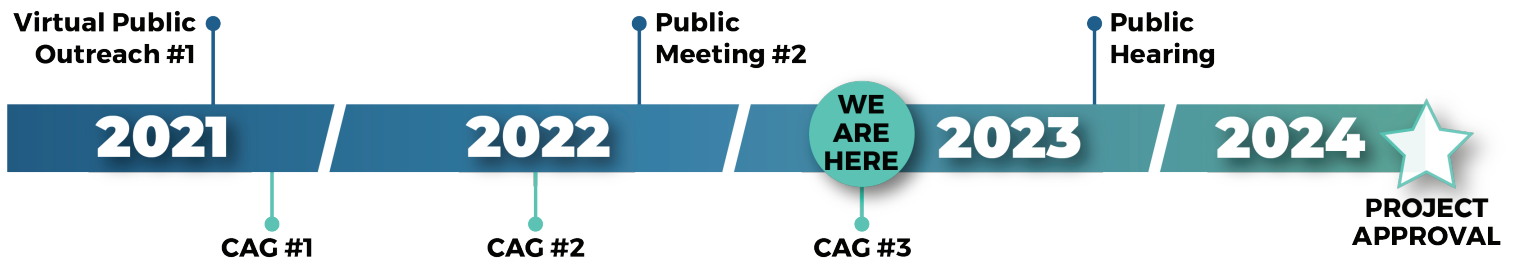 Virtual Public
Outreach #1
Public
Meeting #2
Public
Hearing
2021
2022
WE
ARE
HERE
2023
2024
CAG #1
CAG #2
CAG #3
PROJECT
APPROVAL